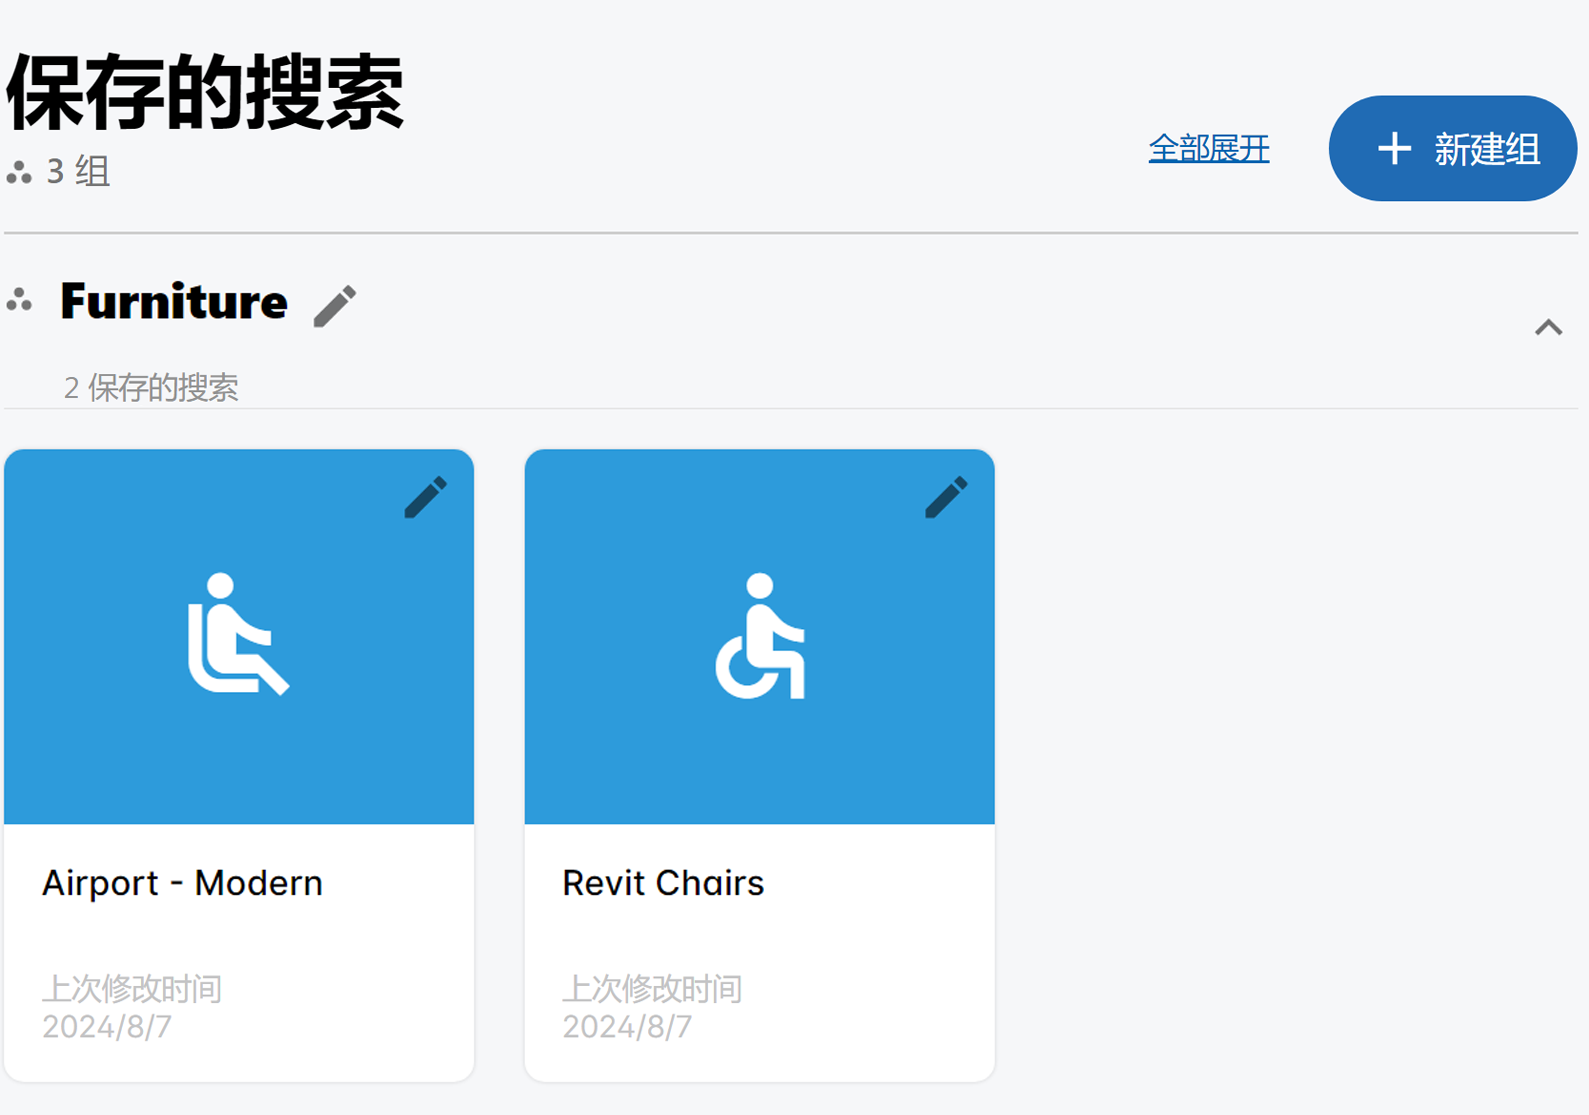 保存的搜索
3 组
全部展开
新建组
Furniture
2 保存的搜索
Airport - Modern
上次修改时间
2024/8/7
Revit Chairs
上次修改时间
2024/8/7